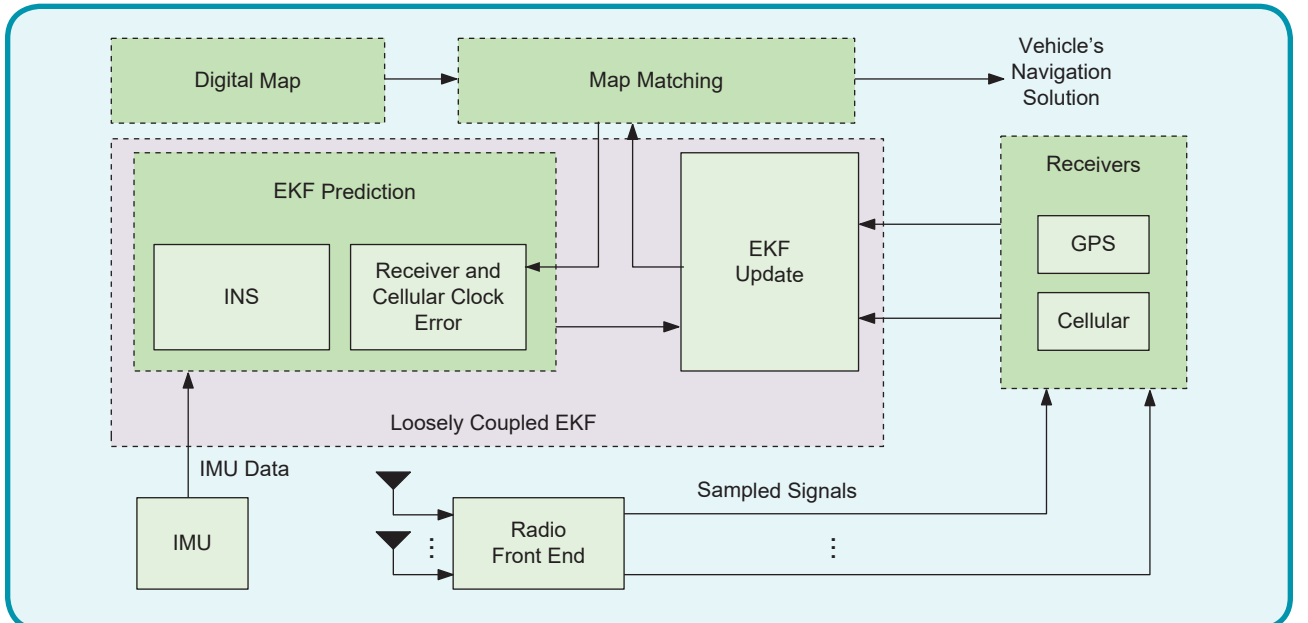 Digital Map
Map Matching
Vehicle's
Navigation
Solution
EKF Prediction
INS
Receiver and
Cellular Clock
Error
EKF
Update
Receivers
GPS
Cellular
Loosely Coupled EKF
IMU Data
IMU
Radio
Front End
Sampled Signals